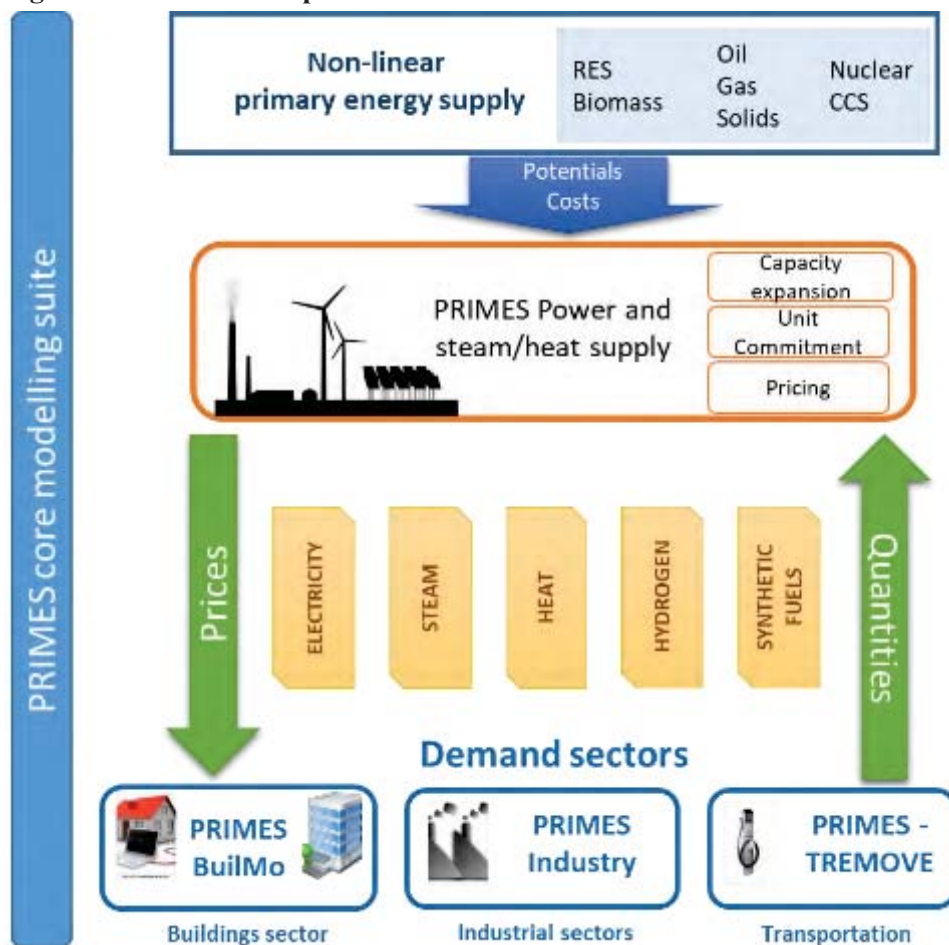 PRIMES core modelling suite
Non-linear
primary energy supply
RES
Biomass
Oil
Gas
Solids
Nuclear
CCS
Potentials
Costs
PRIMES Power and
steam/heat supply
Capacity
expansion
Unit
Commitment
Pricing
Prices
ELECTRICITY
STEAM
HEAT
HYDROGEN
SYNTHETIC
FUELS
Quantities
Demand sectors
PRIMES
BuilMo
PRIMES
Industry
PRIMES -
TREMOVE
Buildings sector
Industrial sectors
Transportation